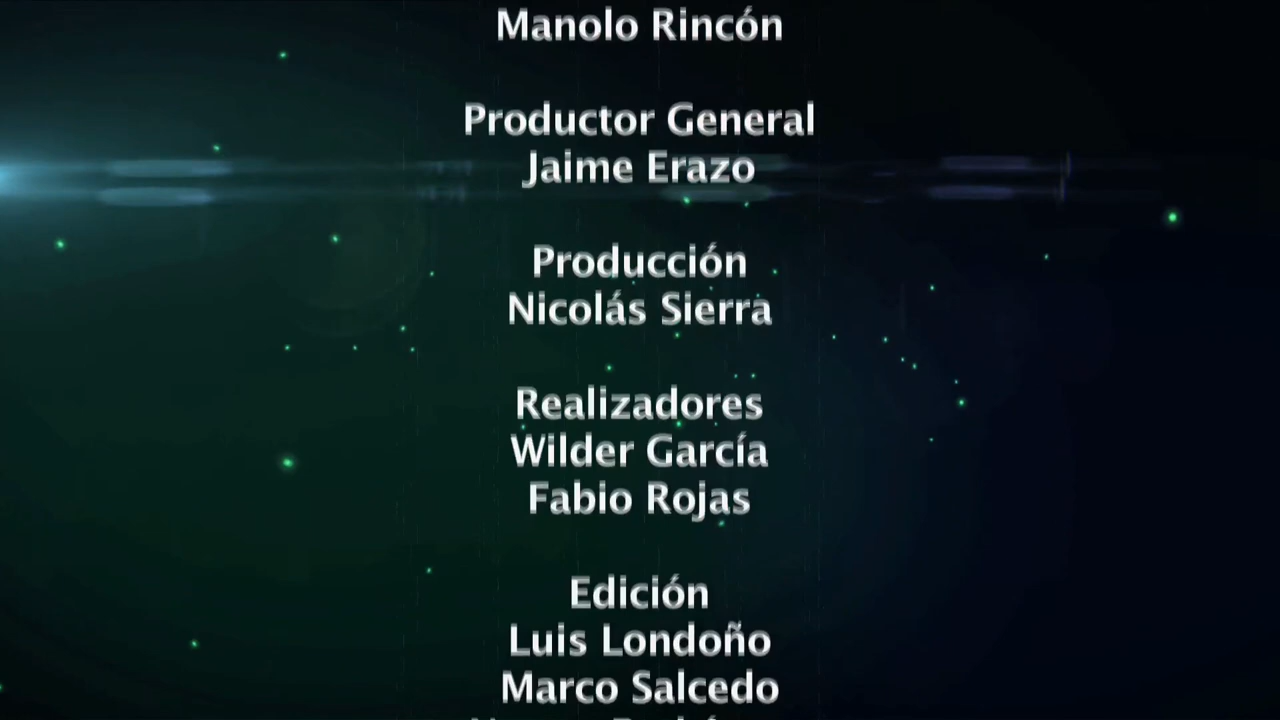 Manolo Rincón
Productor General
Jaime Erazo
Producción
Nicolás Sierra
Realizadores
Wilder García
Fabio Rojas
Edición
Luis Londoño
Marco Salcedo